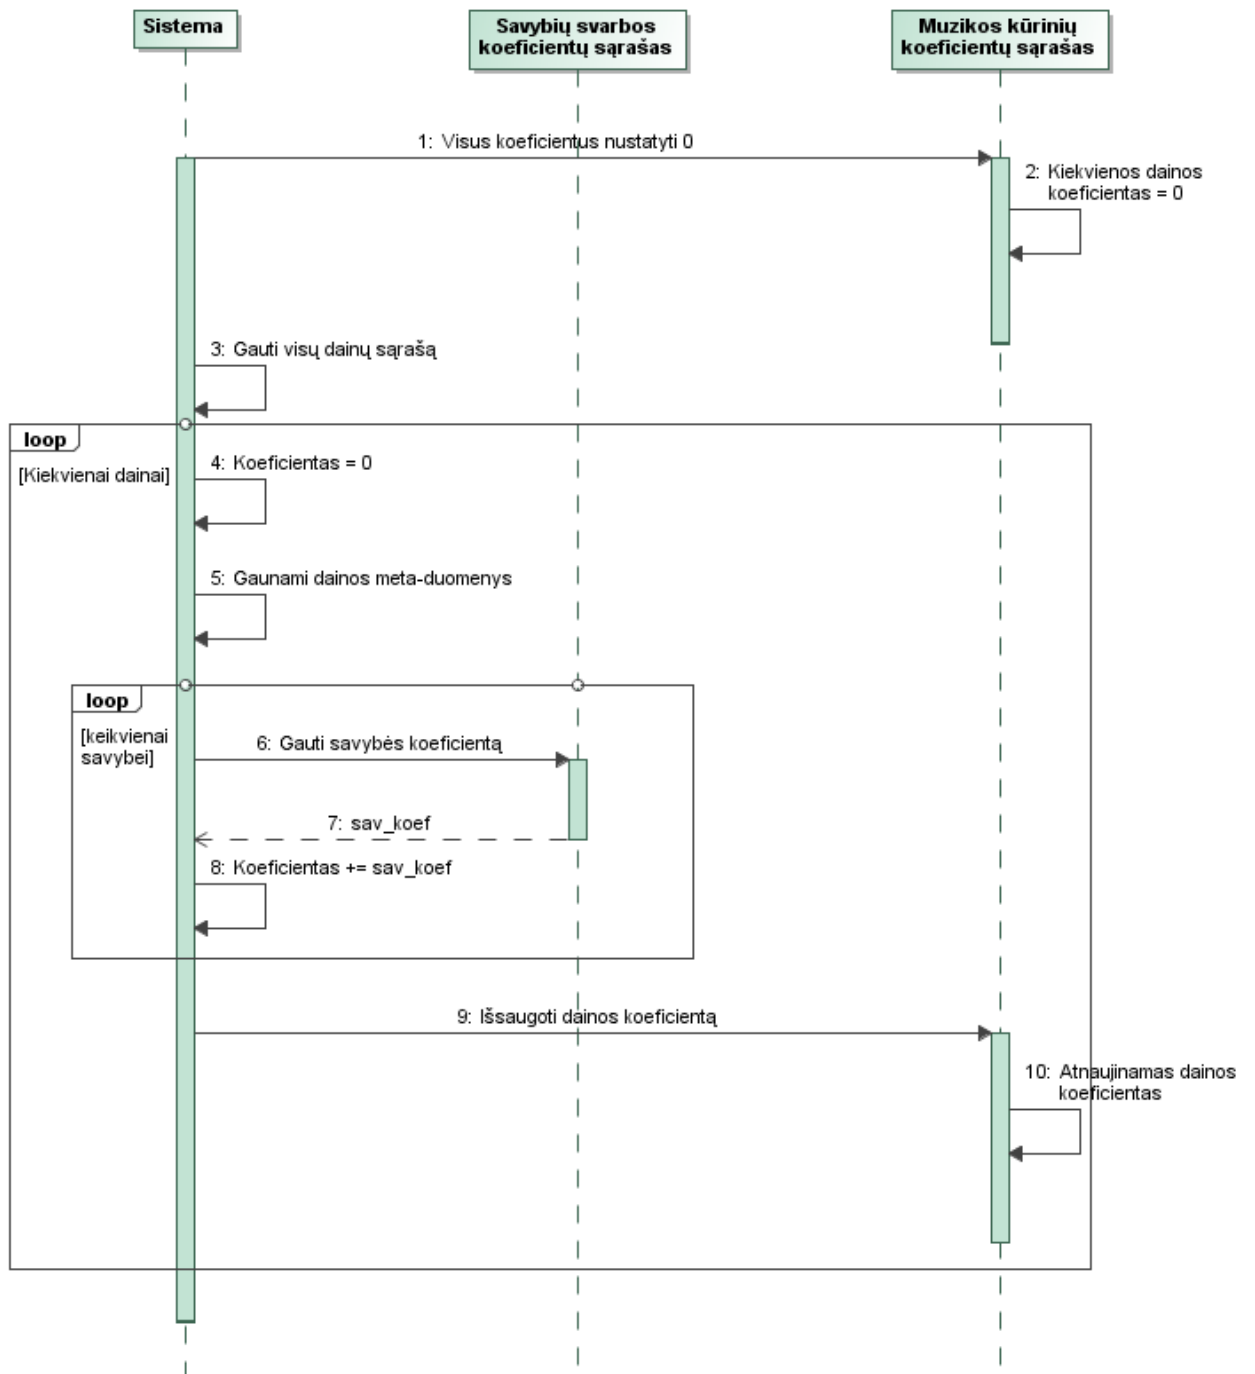 Sistema
Savybių svarbos
koeficientų sąrašas
Muzikos kūrinių
koeficientų sąrašas
1: Visus koeficientus nustatyti 0
2: Kiekvienos dainos
koeficientas = 0
3: Gauti visų dainų sąrašą
loop
[Kiekvienai dainai]
4: Koeficientas = 0
5: Gaunami dainos meta-duomenys
loop
[keikvienai
savybei]
6: Gauti savybės koeficientą
7: sav_koef
8: Koeficientas += sav_koef
9: Išsaugoti dainos koeficientą
10: Atnaujinamas dainos
koeficientas